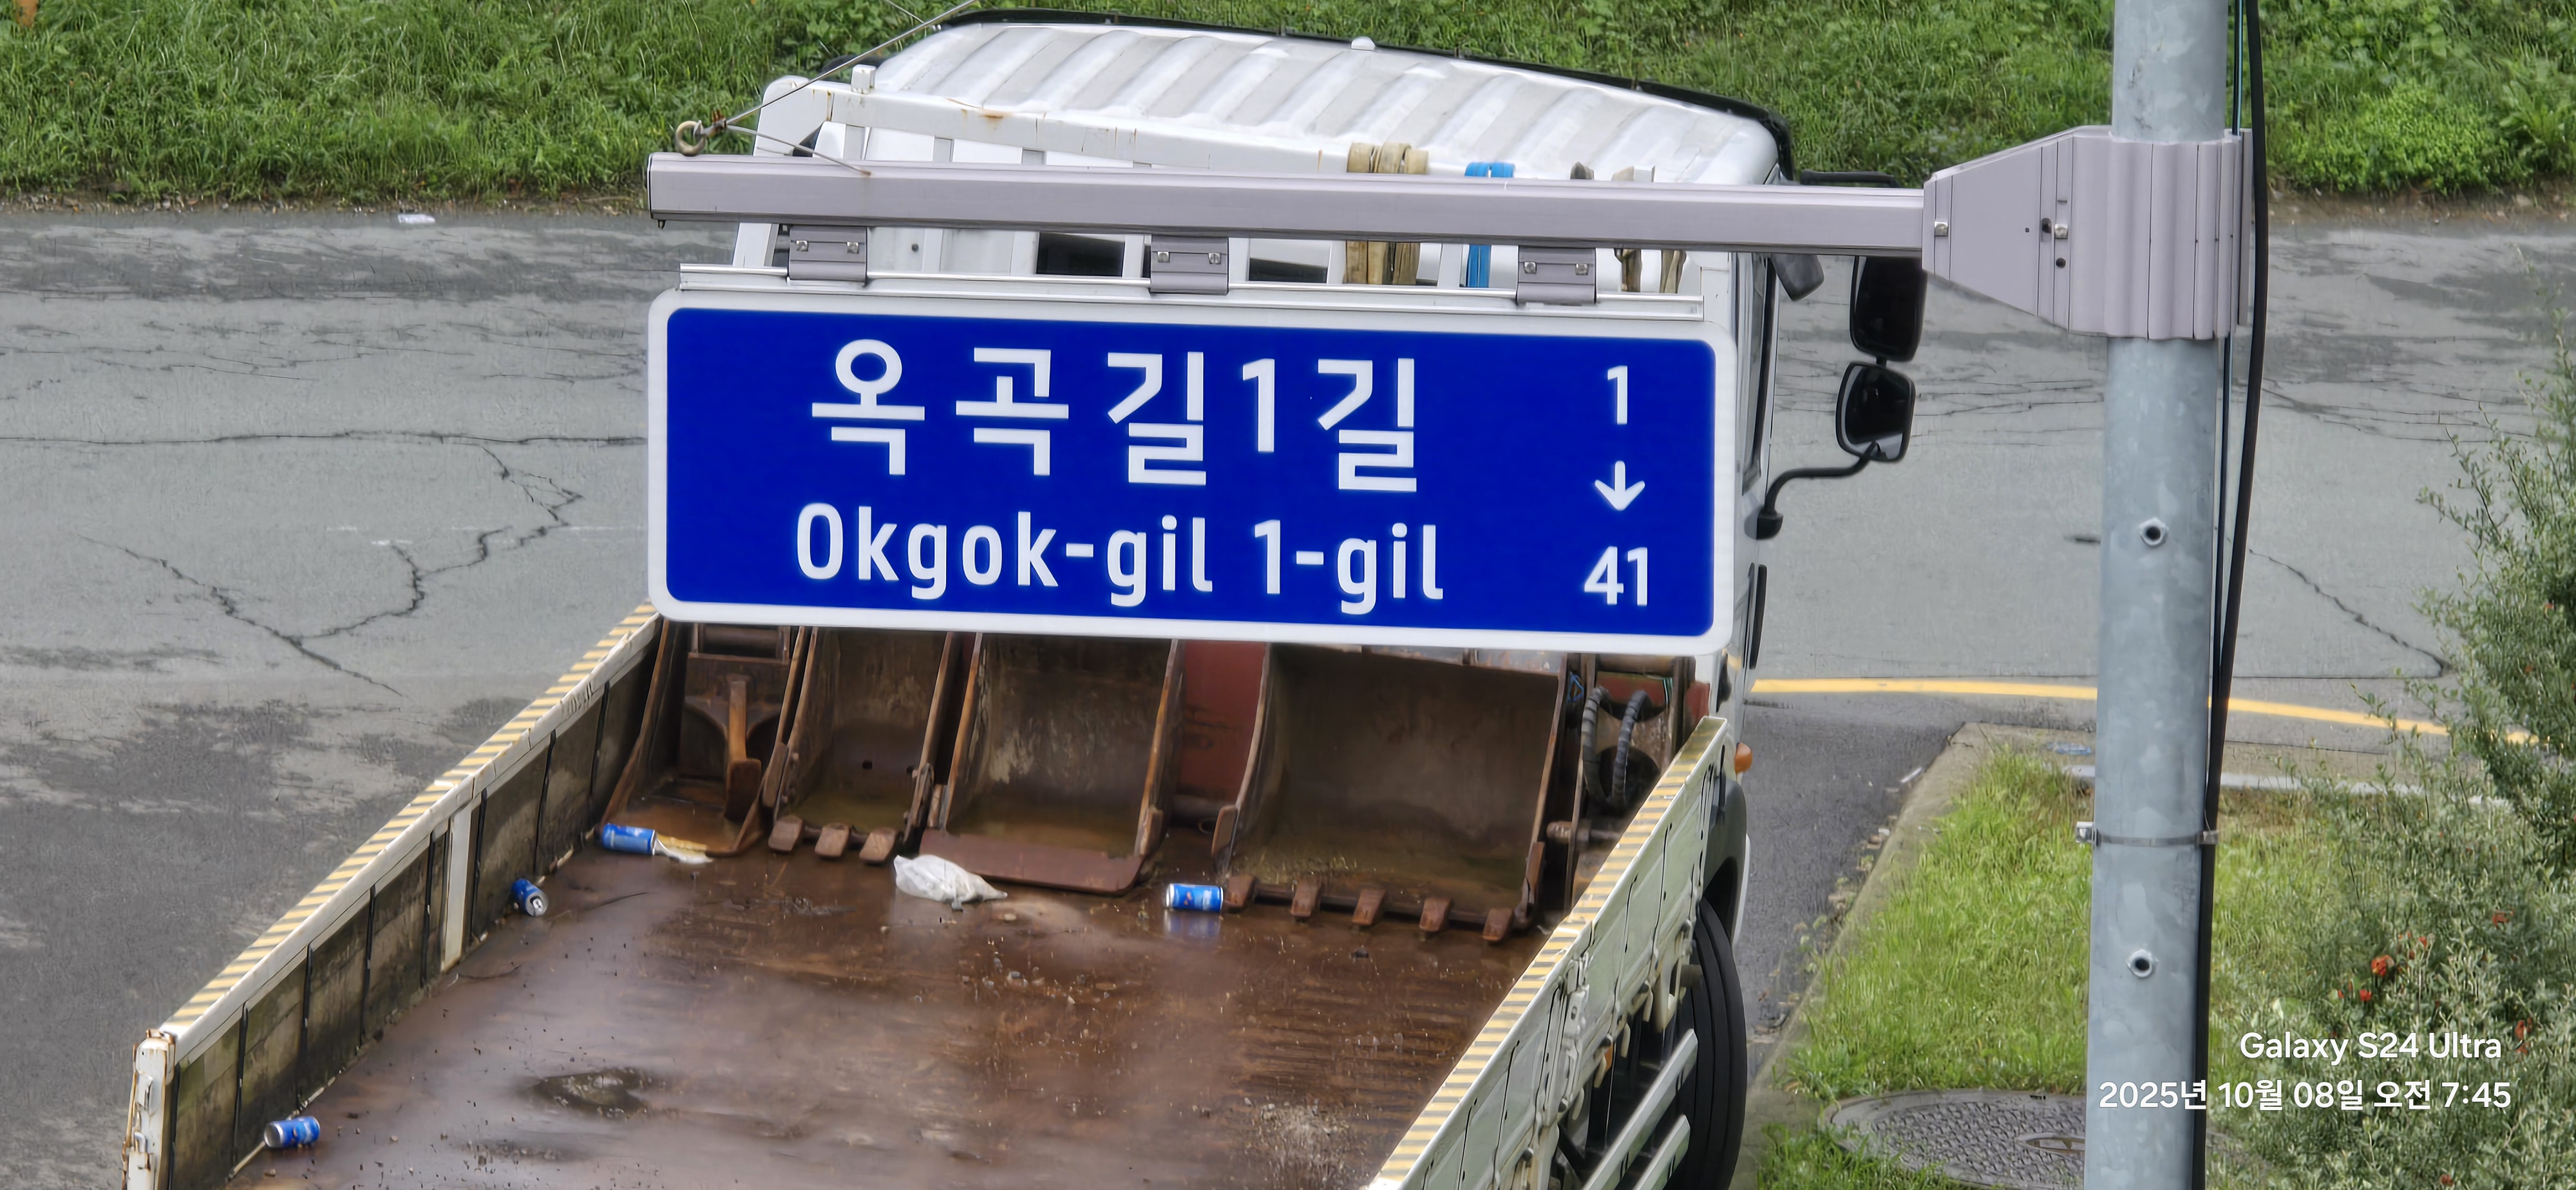 옥곡길1길
Okgok-gil 1-gil
1
↓
41
Galaxy S24 Ultra
2025년 10월 08일 오전 7:45